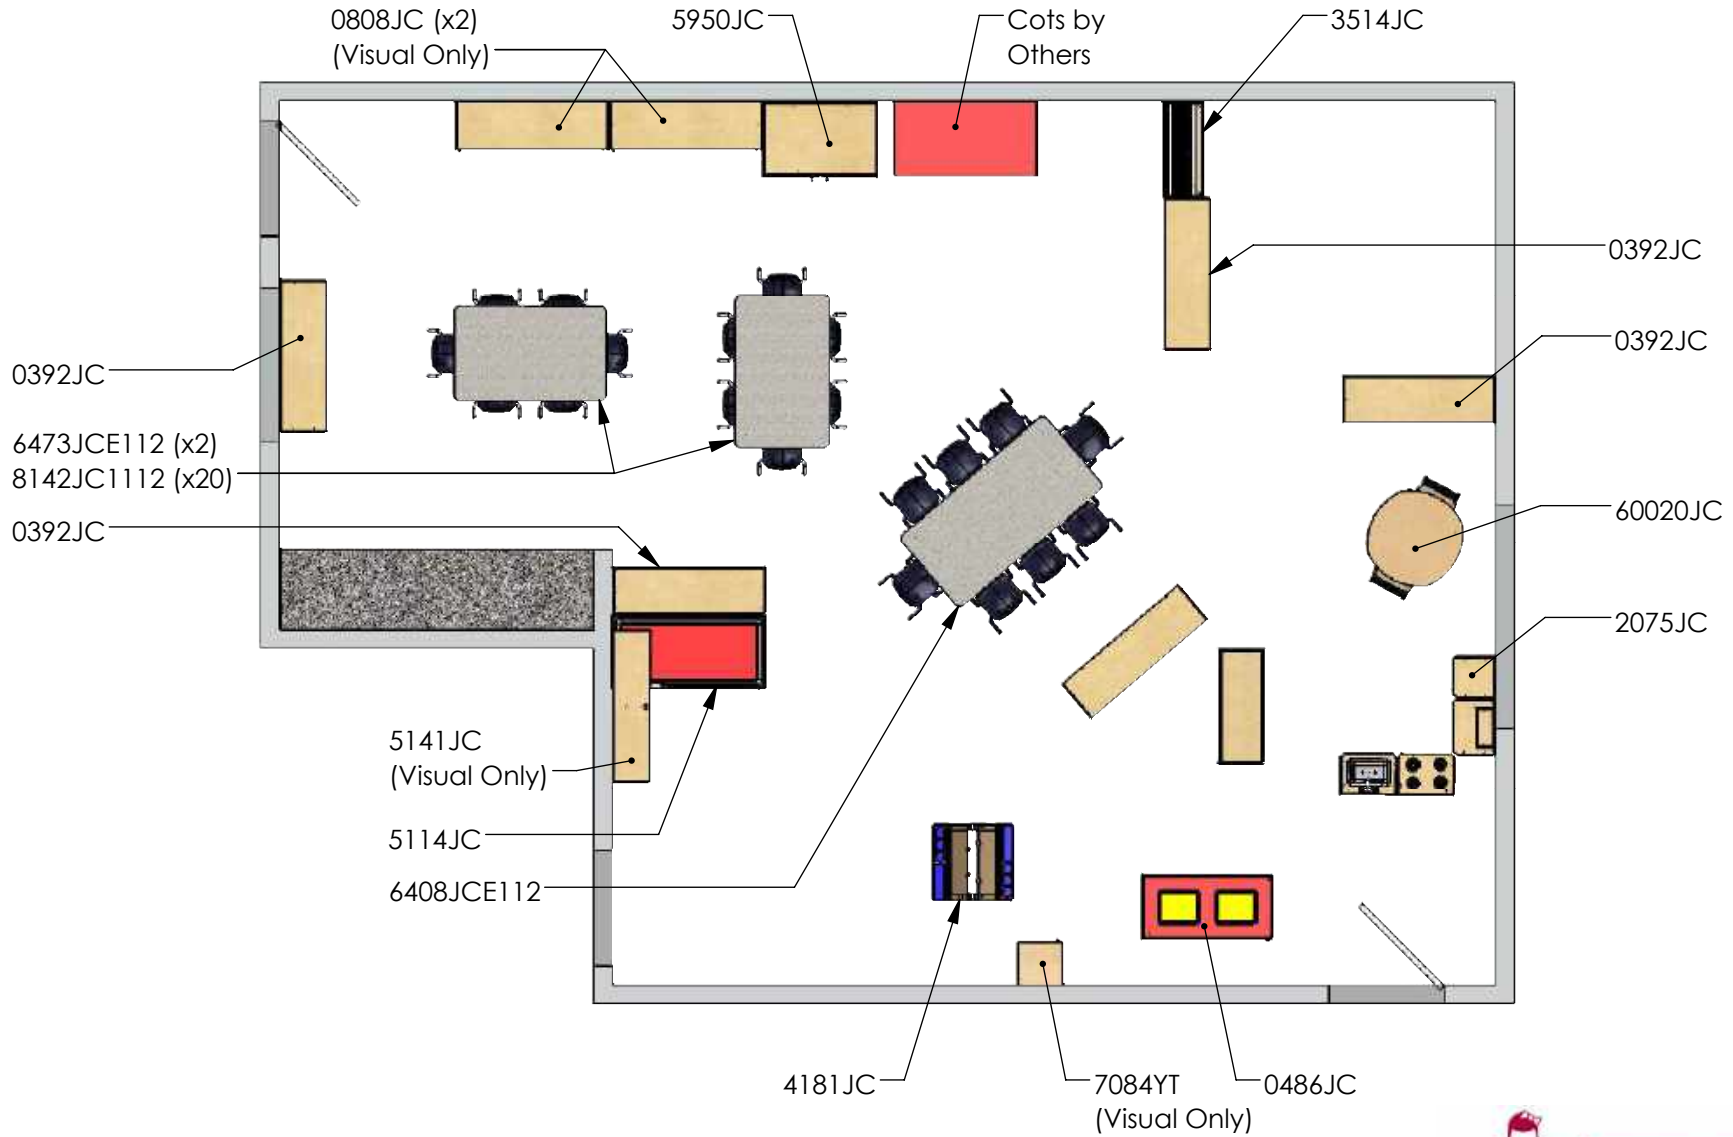 0808JC (x2)
(Visual Only)
5950JC
Cots by
Others
3514JC
0392JC
0392JC
0392JC
6473JCE112 (x2)
8142JC1112 (x20)
0392JC
60020JC
2075JC
5141JC
(Visual Only)
5114JC
6408JCE112
4181JC
7084YT
(Visual Only)
0486JC